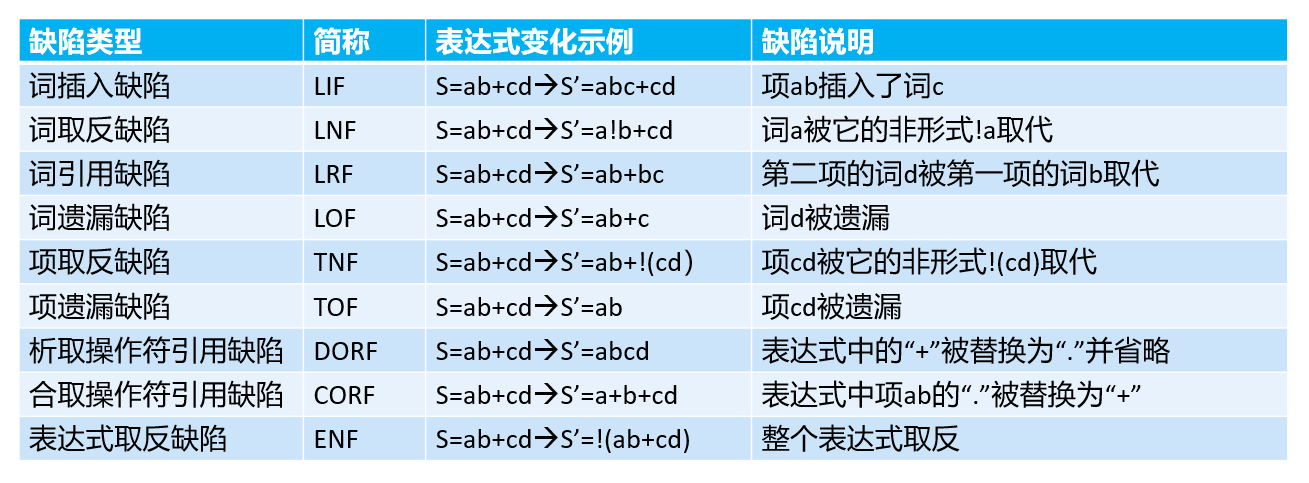 缺陷类型 简称 表达式变化示例 缺陷说明
词插入缺陷 LIF S=ab+cd→S’=abc+cd 项ab插入了词c
词取反缺陷 LNF S=ab+cd→S’=a!b+cd 词a被它的非形式!a取代
词引用缺陷 LRF S=ab+cd→S’=ab+bc 第二项的词d被第一项的词b取代
词遗漏缺陷 LOF S=ab+cd→S’=ab+c 词d被遗漏
项取反缺陷 TNF S=ab+cd→S’=ab+!(cd） 项cd被它的非形式!(cd)取代
项遗漏缺陷 TOF S=ab+cd→S’=ab 项cd被遗漏
析取操作符引用缺陷 DORF S=ab+cd→S’=abcd 表达式中的“+”被替换为“.”并省略
合取操作符引用缺陷 CORF S=ab+cd→S’=a+b+cd 表达式中项ab的“.”被替换为“+”
表达式取反缺陷 ENF S=ab+cd→S’=!(ab+cd) 整个表达式取反